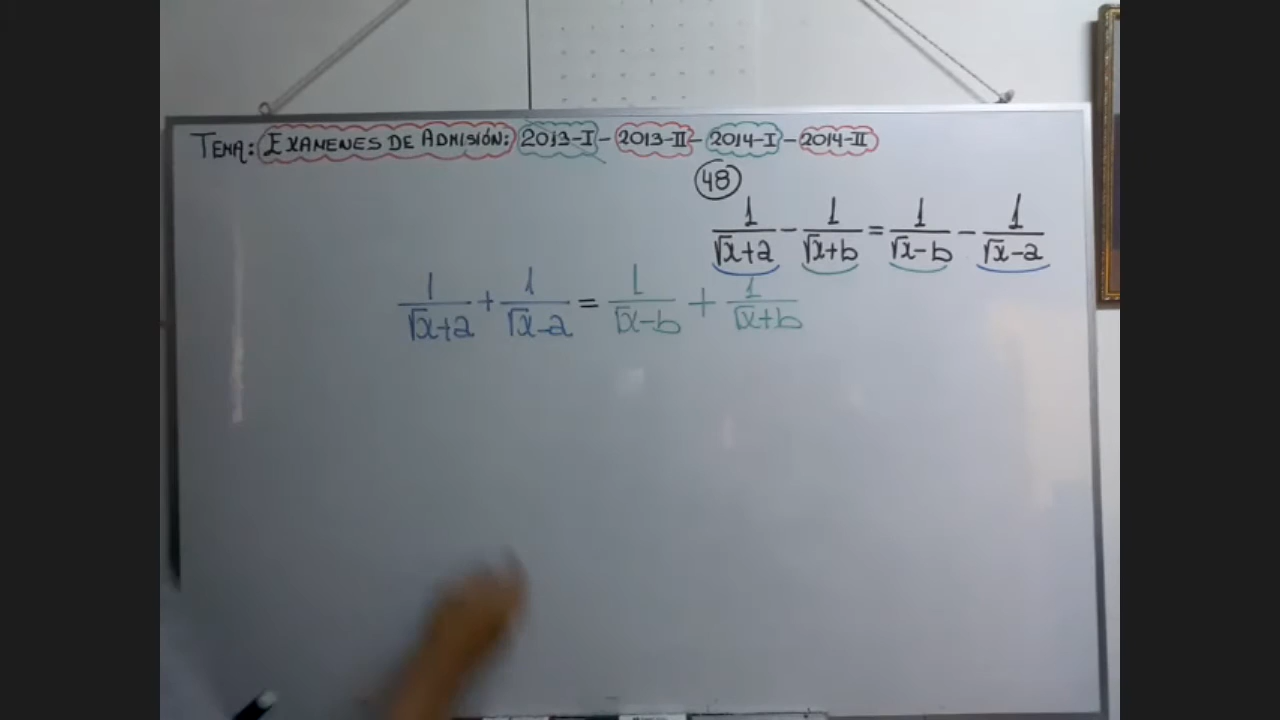 TEMA: EXAMENES DE ADMISIÓN: 2013-I - 2013-II - 2014-I - 2014-II
48
1/(√x+a) - 1/(√x+b) = 1/(√x-b) - 1/(√x-a)
1/(√x+a) + 1/(√x-a) = 1/(√x-b) + 1/(√x+b)